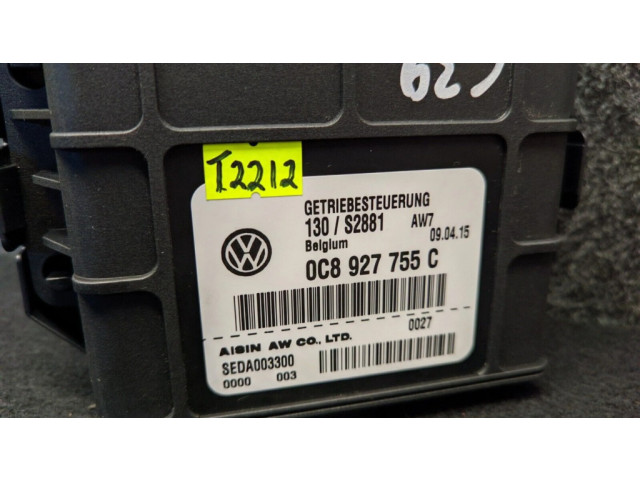 T2212
GETRIEBESTEUERUNG
130 / S2881 AW7
Belgium 09.04.15
0C8 927 755 C
0027
AISIN AW CO., LTD.
SEDA003300
0000 003